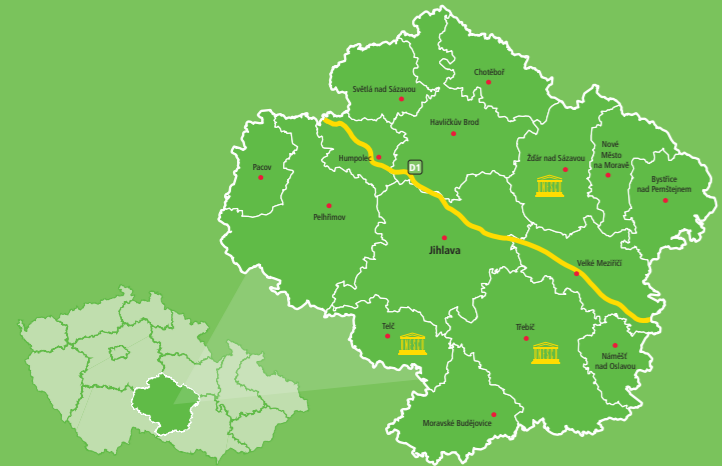 Chotěboř
Světlá nad Sázavou
Havlíčkův Brod
Humpolec
D1
Žďár nad Sázavou
Nové
Město
na Moravě
Bystřice
nad Pernštejnem
Pacov
Pelhřimov
Jihlava
Velké Meziříčí
Telč
Třebíč
Náměšť
nad Oslavou
Moravské Budějovice